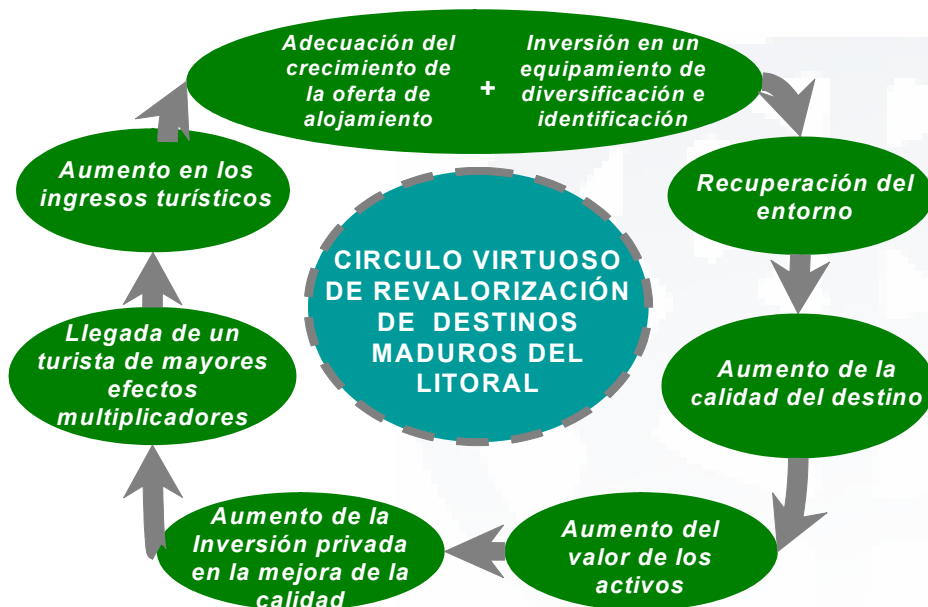 Adecuación del
crecimiento de
la oferta de
alojamiento
+
Inversión en un
equipamiento de
diversificación e
identificación
Recuperación del
entorno
Aumento de la
calidad del destino
Aumento del
valor de los
activos
Aumento de la
Inversión privada
en la mejora de la
calidad
Llegada de un
turista de mayores
efectos
multiplicadores
Aumento en los
ingresos turísticos
CIRCULO VIRTUOSO
DE REVALORIZACIÓN
DE DESTINOS
MADUROS DEL
LITORAL